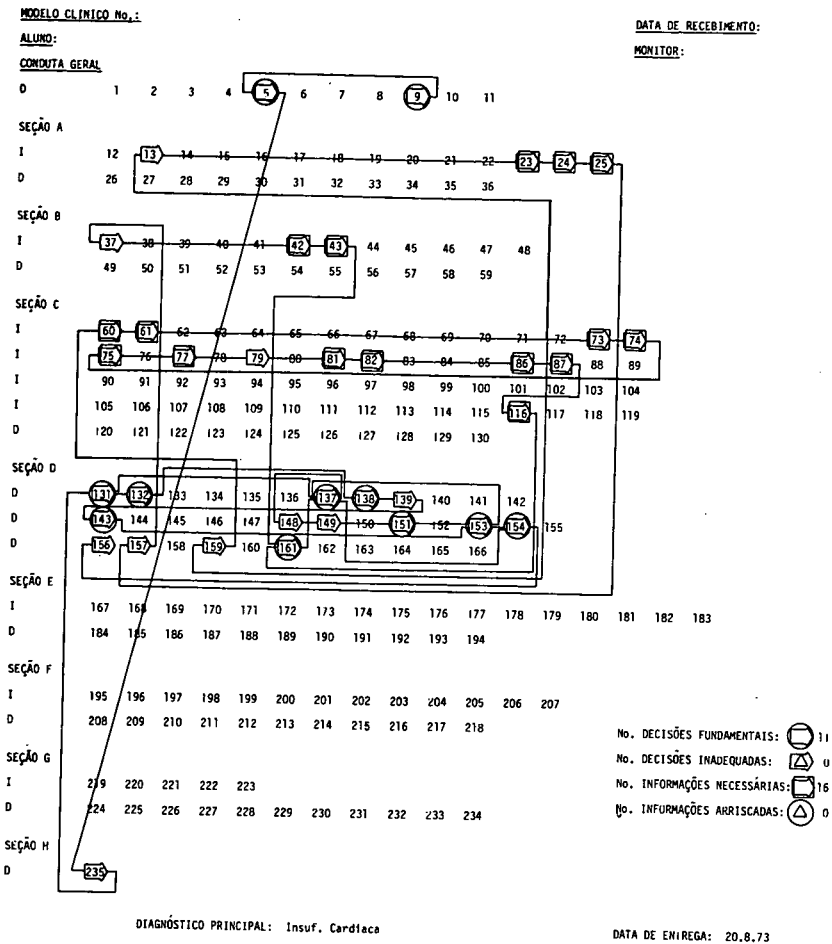 MODELO CLINICO No.:
DATA DE RECEBIMENTO:
ALUNO:
MONITOR:
CONDUTA GERAL
D 1 2 3 4 5 6 7 8 9 10 11
SEÇÃO A
I 12 13 14 15 16 17 18 19 20 21 22 23 24 25
D 26 27 28 29 30 31 32 33 34 35 36
SEÇÃO B
I 37 38 39 40 41 42 43 44 45 46 47 48
D 49 50 51 52 53 54 55 56 57 58 59
SEÇÃO C
I 60 61 62 63 64 65 66 67 68 69 70 71 72 73 74
I 75 76 77 78 79 80 81 82 83 84 85 86 87 88 89
I 90 91 92 93 94 95 96 97 98 99 100 101 102 103 104
I 105 106 107 108 109 110 111 112 113 114 115 116 117 118 119
D 120 121 122 123 124 125 126 127 128 129 130
SEÇÃO D
D 131 132 133 134 135 136 137 138 139 140 141 142
D 143 144 145 146 147 148 149 150 151 152 153 154 155
D 156 157 158 159 160 161 162 163 164 165 166
SEÇÃO E
I 167 168 169 170 171 172 173 174 175 176 177 178 179 180 181 182 183
D 184 185 186 187 188 189 190 191 192 193 194
SEÇÃO F
I 195 196 197 198 199 200 201 202 203 204 205 206 207
D 208 209 210 211 212 213 214 215 216 217 218
No. DECISÕES FUNDAMENTAIS: 11
No. DECISÕES INADEQUADAS: 0
SEÇÃO G
I 219 220 221 222 223
No. INFORMAÇÕES NECESSÁRIAS: 16
D 224 225 226 227 228 229 230 231 232 233 234
No. INFORMAÇÕES ARRISCADAS: 0
SEÇÃO H
D 235
DIAGNÓSTICO PRINCIPAL: Insuf. Cardíaca
DATA DE ENTREGA: 20.8.73